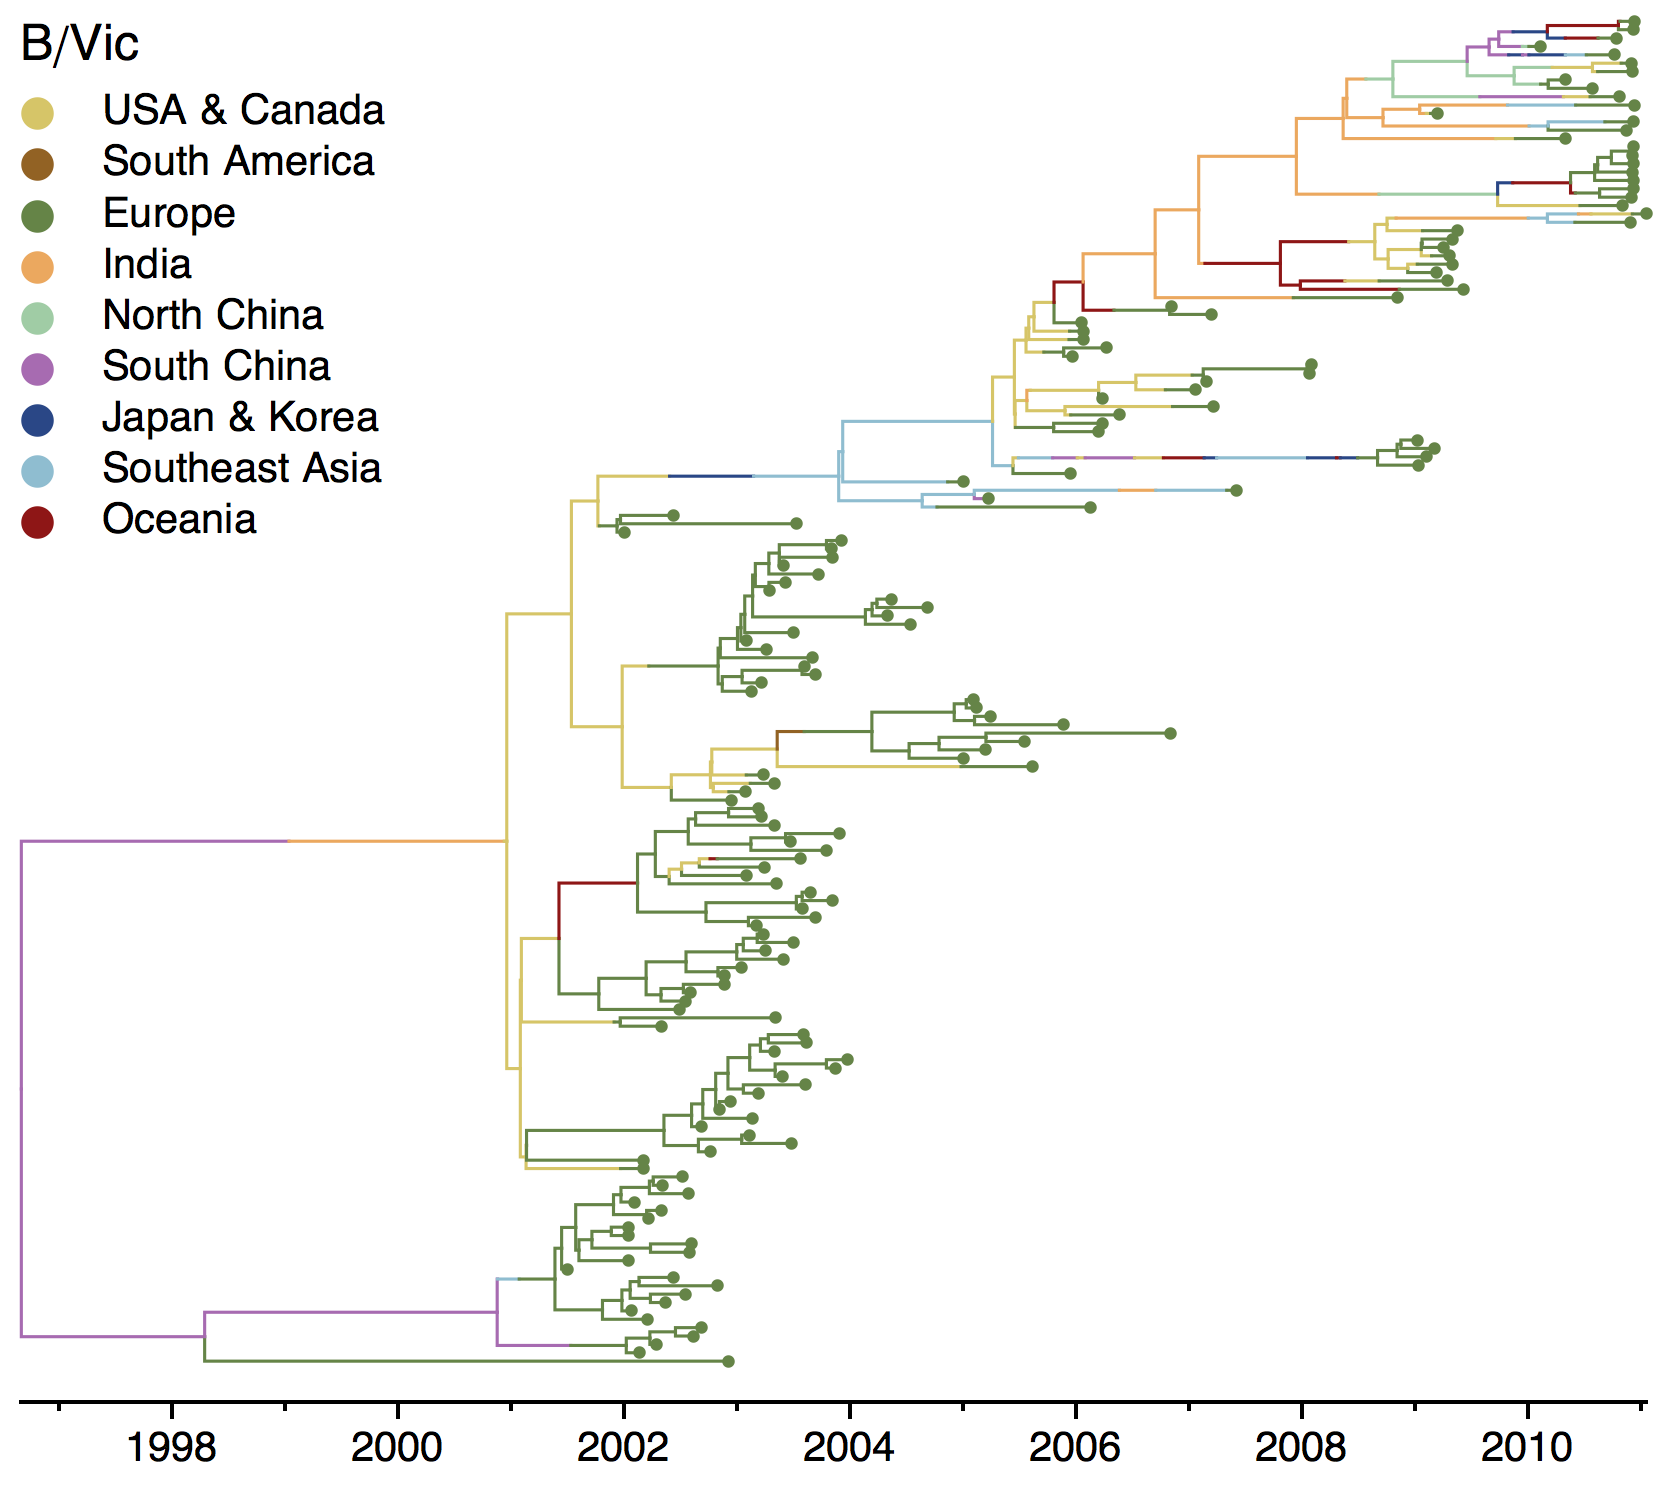 B/Vic
USA & Canada
South America
Europe
India
North China
South China
Japan & Korea
Southeast Asia
Oceania
1998 2000 2002 2004 2006 2008 2010